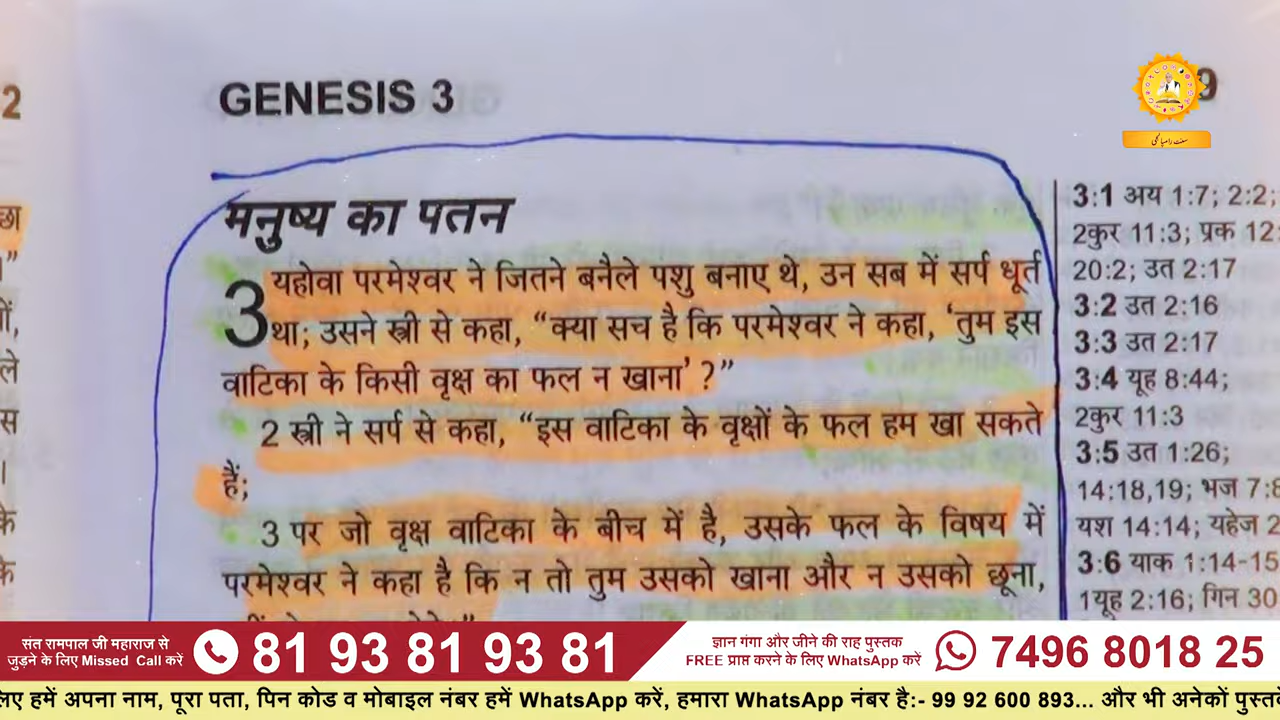 2
GENESIS 3
9
मनुष्य का पतन
3 यहोवा परमेश्वर ने जितने बनैले पशु बनाए थे, उन सब में सर्प धूर्त
था; उसने स्त्री से कहा, “क्या सच है कि परमेश्वर ने कहा, ‘तुम इस
वाटिका के किसी वृक्ष का फल न खाना’ ?”
2 स्त्री ने सर्प से कहा, “इस वाटिका के वृक्षों के फल हम खा सकते
हैं;
3 पर जो वृक्ष वाटिका के बीच में है, उसके फल के विषय में
परमेश्वर ने कहा है कि न तो तुम उसको खाना और न उसको छूना,
3:1 अय 1:7; 2:2;
2कुर 11:3; प्रक 12:
20:2; उत 2:17
3:2 उत 2:16
3:3 उत 2:17
3:4 यूह 8:44;
2कुर 11:3
3:5 उत 1:26;
14:18,19; भज 7:8
यश 14:14; यहेज 2
3:6 याक 1:14-15
1यूह 2:16; गिन 30
संत रामपाल जी महाराज से
जुड़ने के लिए Missed Call करें
81 93 81 93 81
ज्ञान गंगा और जीने की राह पुस्तक
FREE प्राप्त करने के लिए WhatsApp करें
7496 8018 25
लिए हमें अपना नाम, पूरा पता, पिन कोड व मोबाइल नंबर हमें WhatsApp करें, हमारा WhatsApp नंबर है:- 99 92 600 893... और भी अनेकों